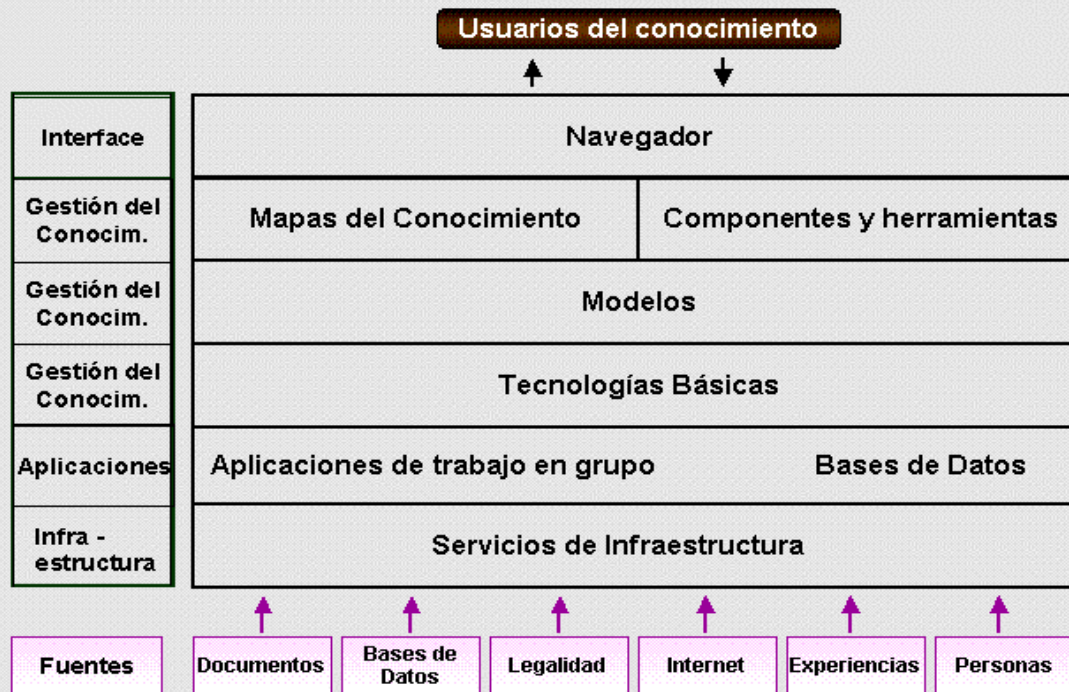 Usuarios del conocimiento
Interface
Navegador
Gestión del
Conocim.
Mapas del Conocimiento
Componentes y herramientas
Gestión del
Conocim.
Modelos
Gestión del
Conocim.
Tecnologías Básicas
Aplicaciones
Aplicaciones de trabajo en grupo
Bases de Datos
Infra -
estructura
Servicios de Infraestructura
Fuentes
Documentos
Bases de
Datos
Legalidad
Internet
Experiencias
Personas